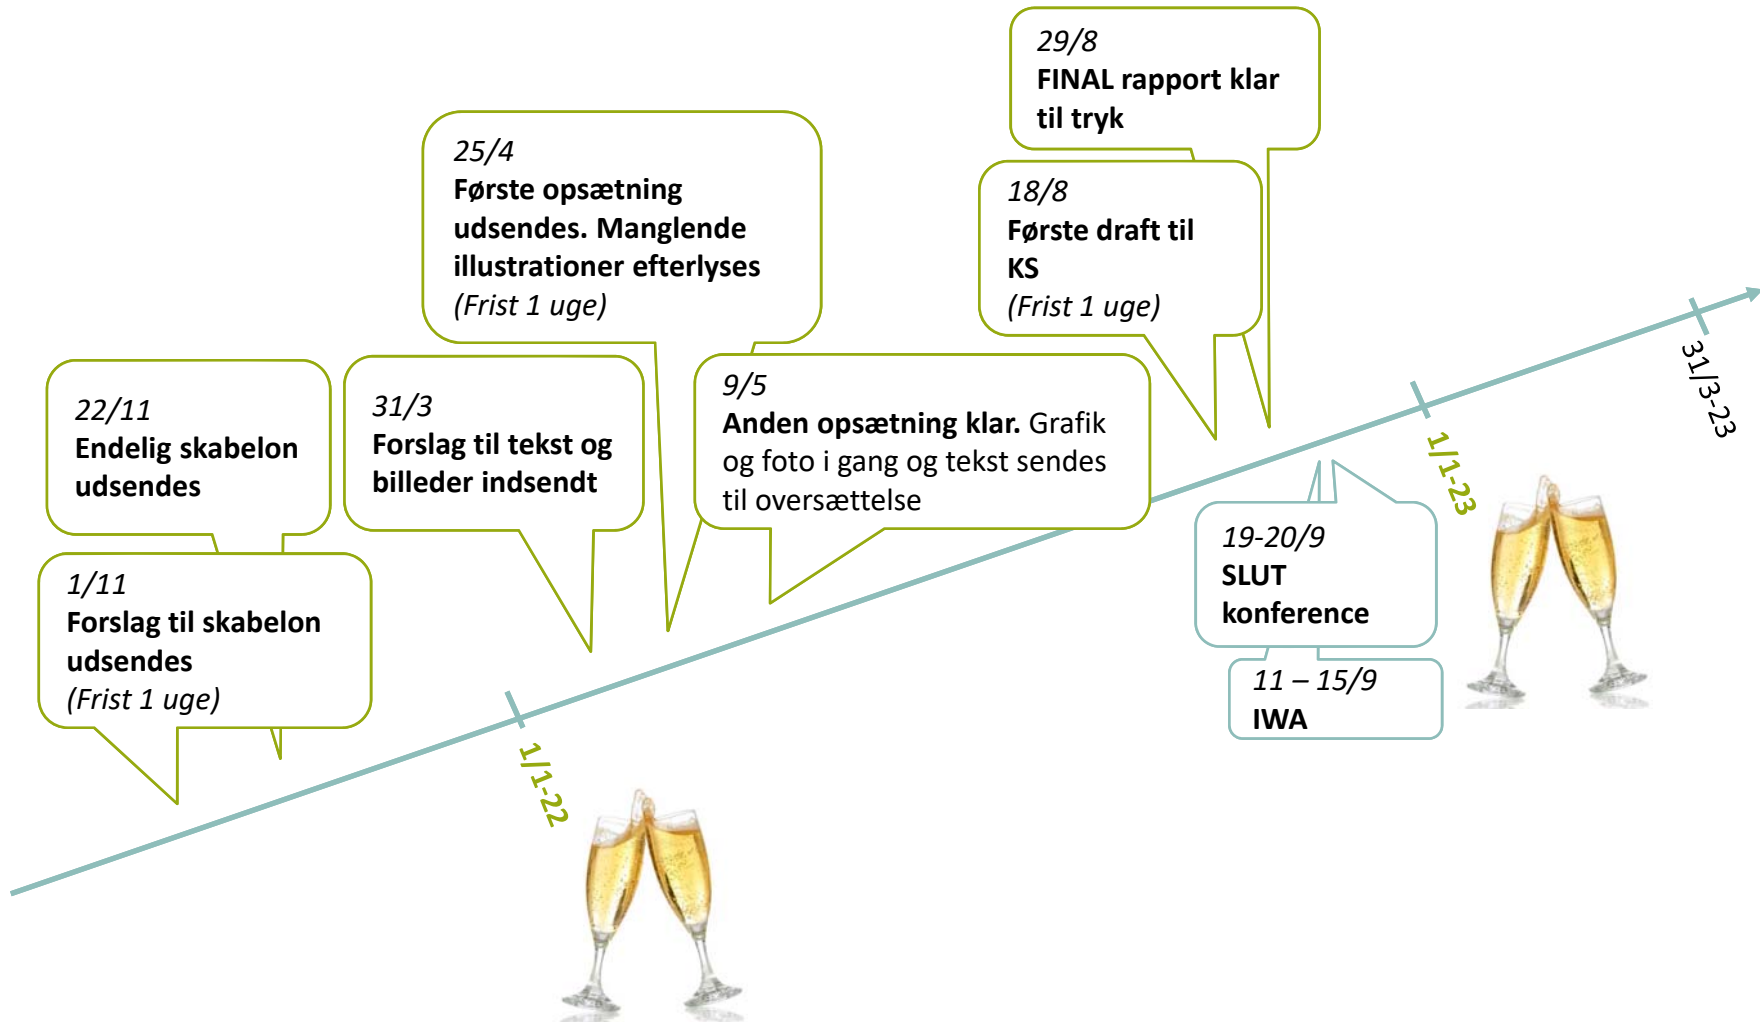 29/8
FINAL rapport klar
til tryk
25/4
Første opsætning
udsendes. Manglende
illustrationer efterlyses
(Frist 1 uge)
18/8
Første draft til
KS
(Frist 1 uge)
22/11
Endelig skabelon
udsendes
31/3
Forslag til tekst og
billeder indsendt
9/5
Anden opsætning klar. Grafik
og foto i gang og tekst sendes
til oversættelse
1/11
Forslag til skabelon
udsendes
(Frist 1 uge)
19-20/9
SLUT
konference
11 – 15/9
IWA
1/1-22
1/1-23
31/3-23